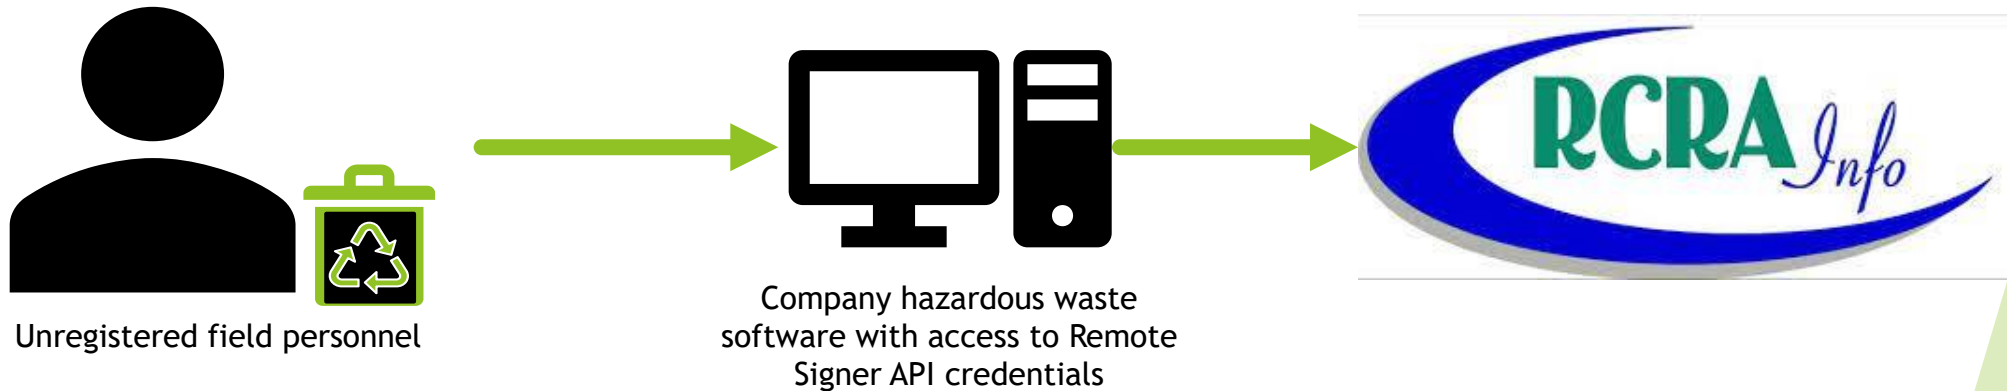 RCRA Info
Unregistered field personnel
Company hazardous waste
software with access to Remote
Signer API credentials